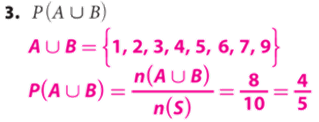 3. P(A ∪ B)
A ∪ B = {1, 2, 3, 4, 5, 6, 7, 9}
P(A ∪ B) = n(A ∪ B)/n(S) = 8/10 = 4/5